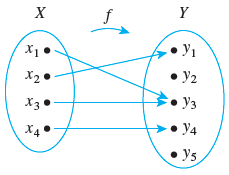 X f Y
x₁ y₁
x₂ y₂
x₃ y₃
x₄ y₄
y₅